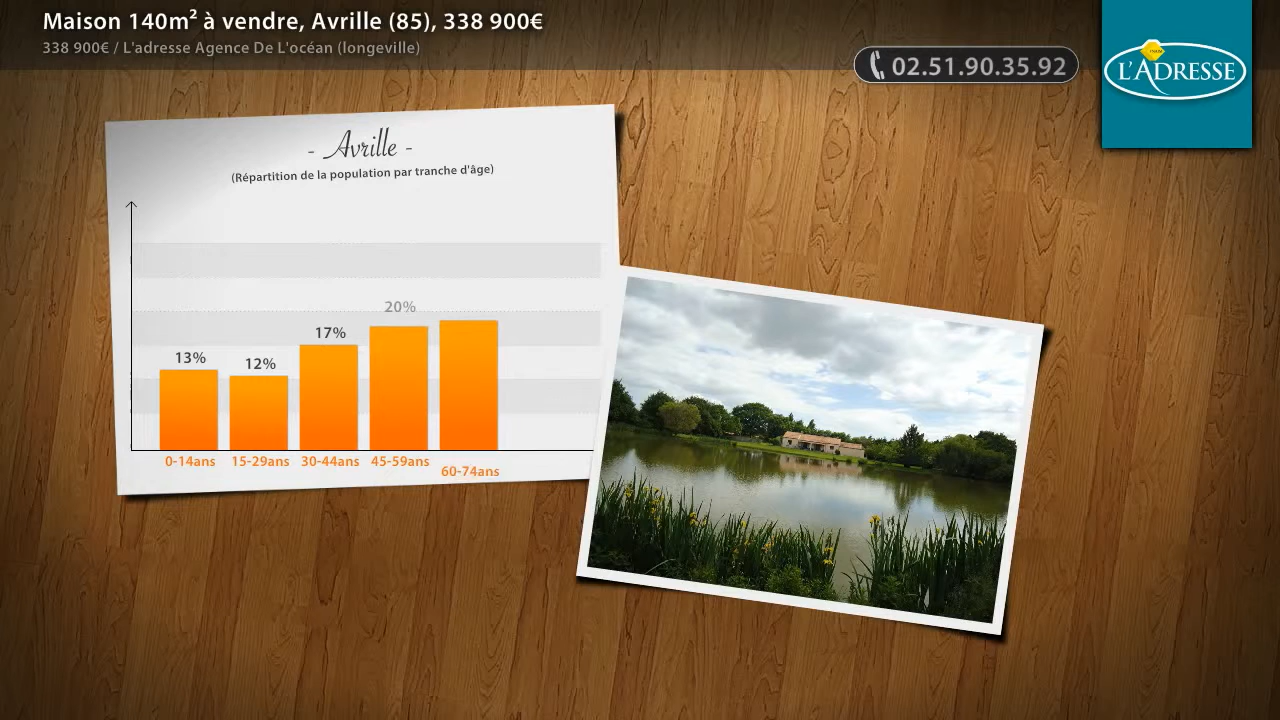 Maison 140m² à vendre, Avrille (85), 338 900€
338 900€ / L'adresse Agence De L'océan (longeville)
02.51.90.35.92
L'ADRESSE
- Avrille -
(Répartition de la population par tranche d'âge)
13%
12%
17%
20%
0-14ans
15-29ans
30-44ans
45-59ans
60-74ans